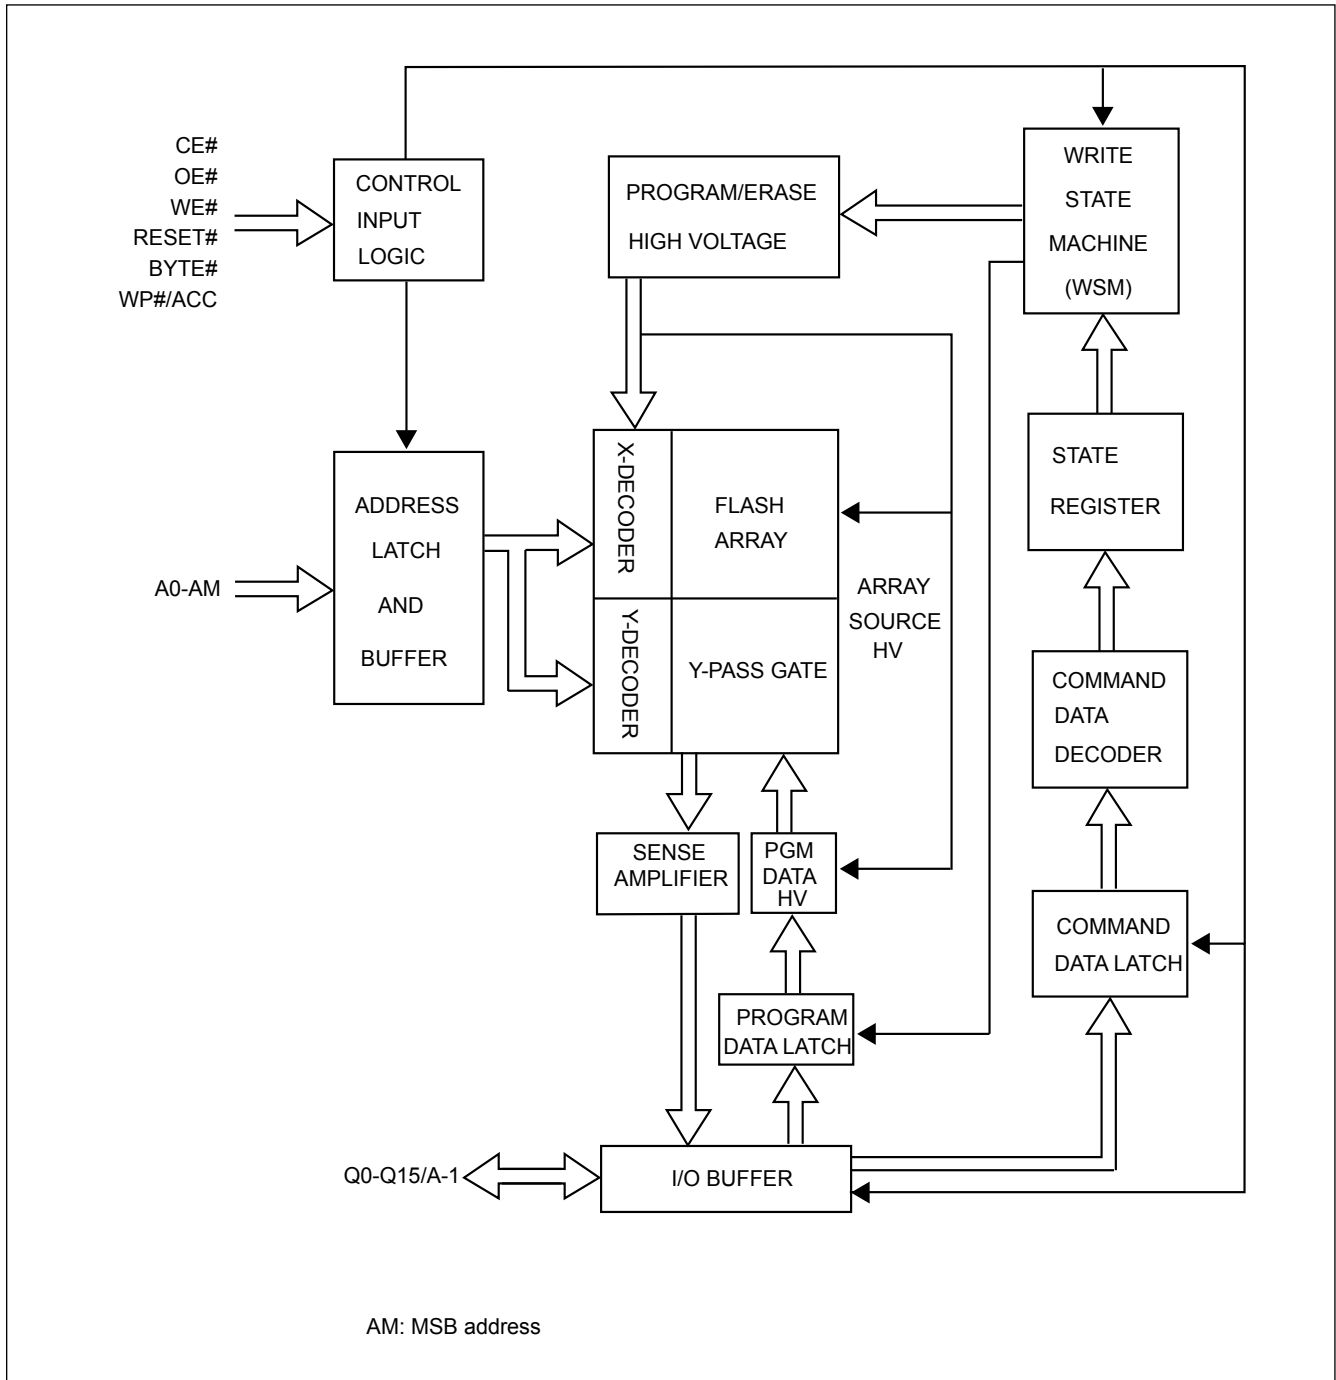 CE#
OE#
WE#
RESET#
BYTE#
WP#/ACC
CONTROL
INPUT
LOGIC
PROGRAM/ERASE
HIGH VOLTAGE
WRITE
STATE
MACHINE
(WSM)
A0-AM
ADDRESS
LATCH
AND
BUFFER
X-DECODER
FLASH
ARRAY
Y-DECODER
Y-PASS GATE
ARRAY
SOURCE
HV
STATE
REGISTER
COMMAND
DATA
DECODER
SENSE
AMPLIFIER
PGM
DATA
HV
COMMAND
DATA LATCH
PROGRAM
DATA LATCH
Q0-Q15/A-1
I/O BUFFER
AM: MSB address